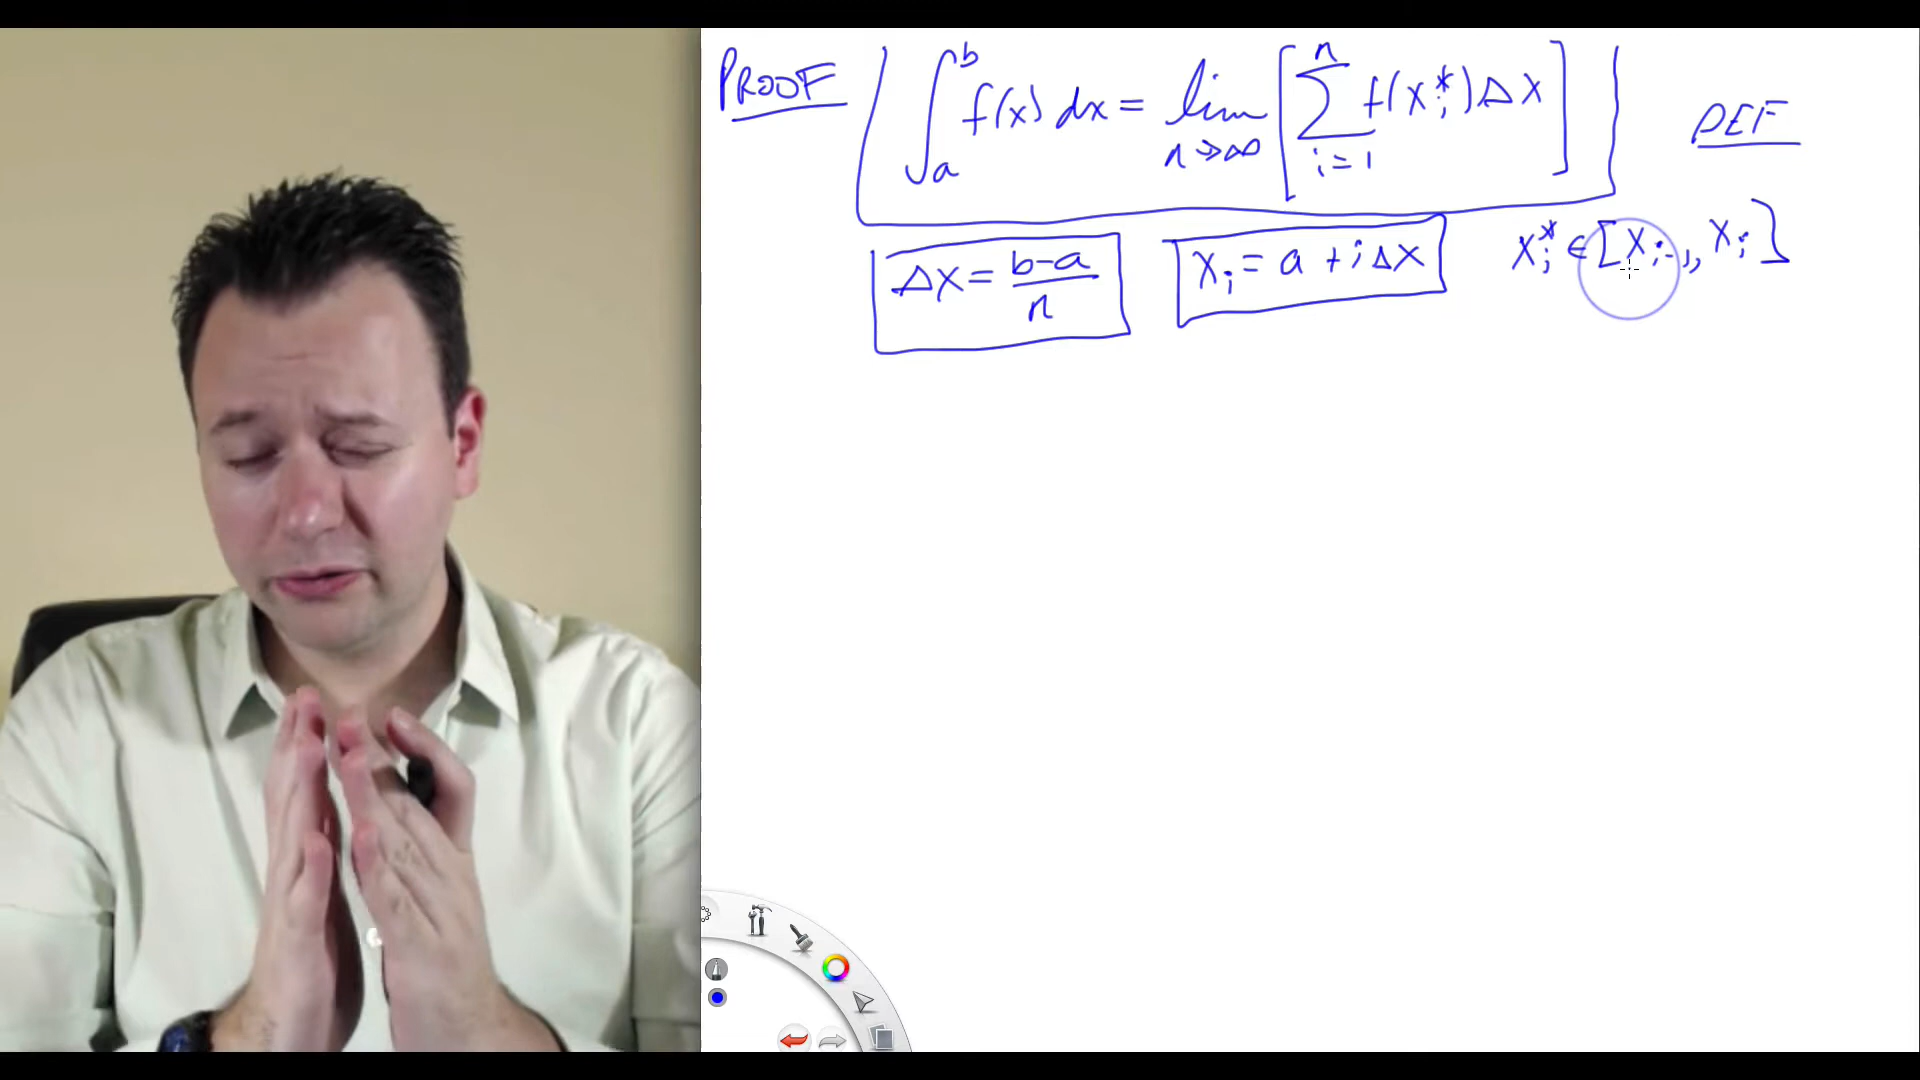 PROOF ∫_a^b f(x) dx = lim_{n→∞} [∑_{i=1}^n f(x_i^*) Δx] DEF
Δx = (b-a)/n x_i = a + iΔx x_i^* ∈ [x_{i-1}, x_i]